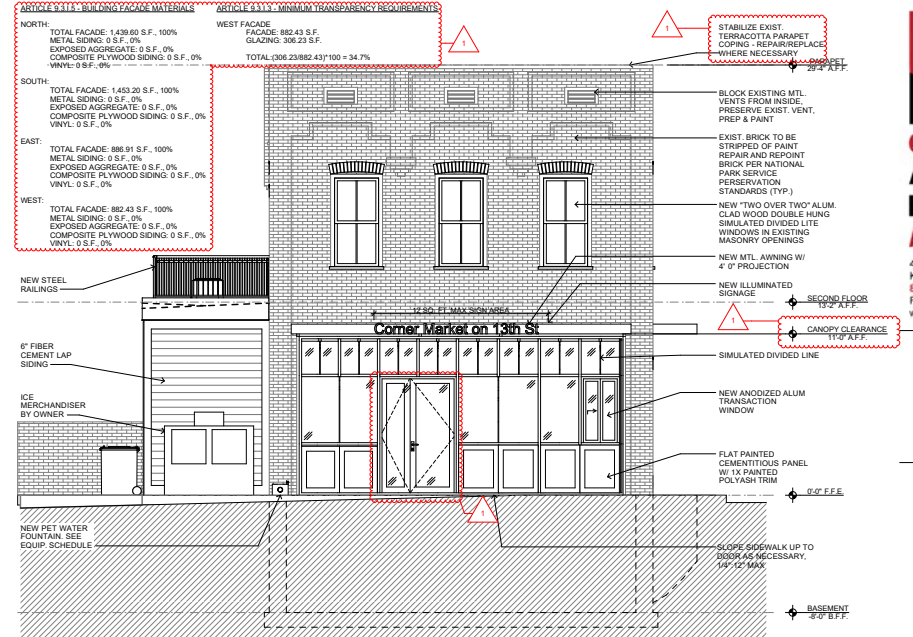 ARTICLE 9.3.I.5 - BUILDING FACADE MATERIALS
NORTH:
TOTAL FACADE: 1,439.60 S.F., 100%
METAL SIDING: 0 S.F., 0%
EXPOSED AGGREGATE: 0 S.F., 0%
COMPOSITE PLYWOOD SIDING: 0 S.F., 0%
VINYL: 0 S.F., 0%
SOUTH:
TOTAL FACADE: 1,453.20 S.F., 100%
METAL SIDING: 0 S.F., 0%
EXPOSED AGGREGATE: 0 S.F., 0%
COMPOSITE PLYWOOD SIDING: 0 S.F., 0%
VINYL: 0 S.F., 0%
EAST:
TOTAL FACADE: 886.91 S.F., 100%
METAL SIDING: 0 S.F., 0%
EXPOSED AGGREGATE: 0 S.F., 0%
COMPOSITE PLYWOOD SIDING: 0 S.F., 0%
VINYL: 0 S.F., 0%
WEST:
TOTAL FACADE: 882.43 S.F., 100%
METAL SIDING: 0 S.F., 0%
EXPOSED AGGREGATE: 0 S.F., 0%
COMPOSITE PLYWOOD SIDING: 0 S.F., 0%
VINYL: 0 S.F., 0%
ARTICLE 9.3.I.3 - MINIMUM TRANSPARENCY REQUIREMENTS
WEST FACADE
FACADE: 882.43 S.F.
GLAZING: 306.23 S.F.
TOTAL:(306.23/882.43)*100 = 34.7%
1
1
STABILIZE EXIST.
TERRACOTTA PARAPET
COPING - REPAIR/REPLACE
WHERE NECESSARY
PARAPET
29'-4" A.F.F.
BLOCK EXISTING MTL.
VENTS FROM INSIDE,
PRESERVE EXIST. VENT,
PREP & PAINT
EXIST. BRICK TO BE
STRIPPED OF PAINT
REPAIR AND REPOINT
BRICK PER NATIONAL
PARK SERVICE
PERSERVATION
STANDARDS (TYP.)
NEW "TWO OVER TWO" ALUM.
CLAD WOOD DOUBLE HUNG
SIMULATED DIVIDED LITE
WINDOWS IN EXISTING
MASONRY OPENINGS
NEW MTL. AWNING W/
4' 0" PROJECTION
NEW ILLUMINATED
SIGNAGE
SECOND FLOOR
13'-2" A.F.F.
1
CANOPY CLEARANCE
11'-0" A.F.F.
SIMULATED DIVIDED LINE
NEW ANODIZED ALUM
TRANSACTION
WINDOW
FLAT PAINTED
CEMENTITIOUS PANEL
W/ 1X PAINTED
POLYASH TRIM
0'-0" F.F.E.
SLOPE SIDEWALK UP TO
DOOR AS NECESSARY,
1/4":12" MAX
BASEMENT
-8'-0" B.F.F.
12 SQ. FT. MAX SIGN AREA
Corner Market on 13th St
1
NEW STEEL
RAILINGS
6" FIBER
CEMENT LAP
SIDING
ICE
MERCHANDISER
BY OWNER
NEW PET WATER
FOUNTAIN. SEE
EQUIP. SCHEDULE